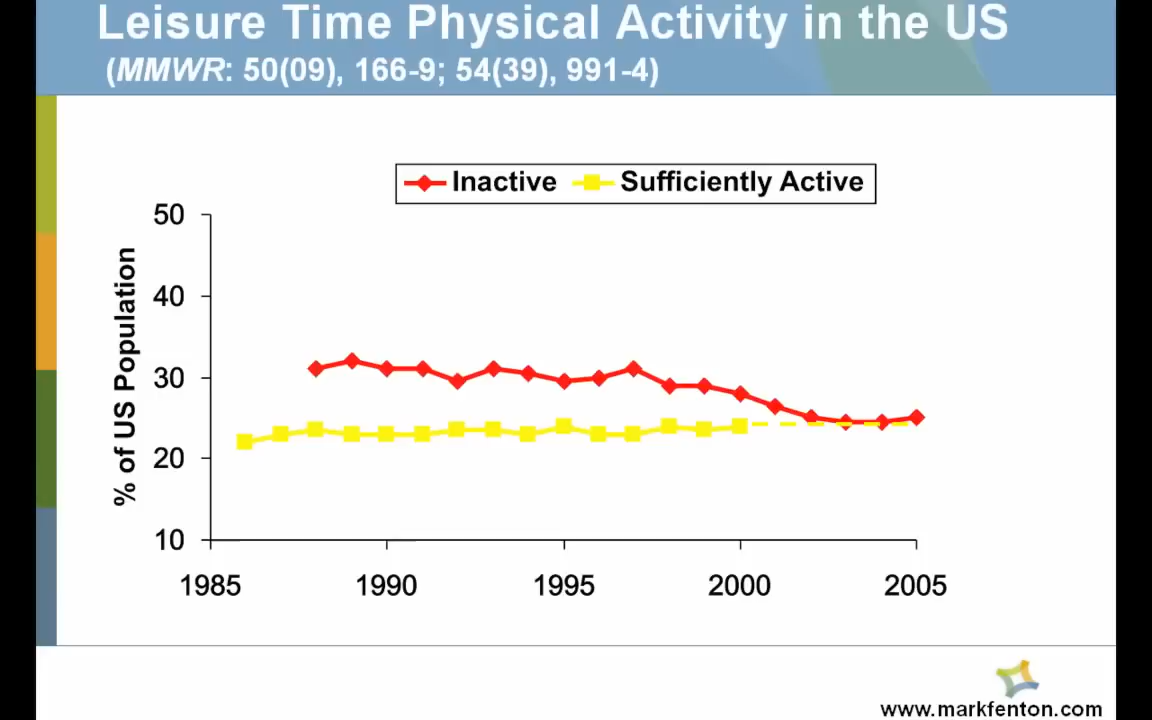 Leisure Time Physical Activity in the US
(MMWR: 50(09), 166-9; 54(39), 991-4)
Inactive Sufficiently Active
% of US Population
50
40
30
20
10
1985 1990 1995 2000 2005
www.markfenton.com